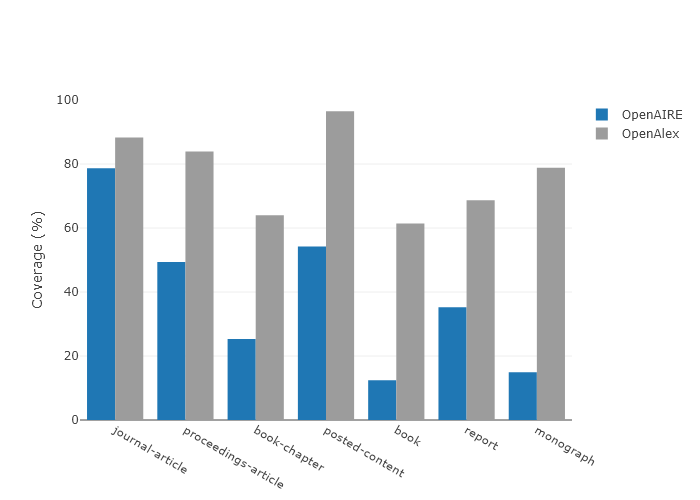 100
80
60
40
20
0
Coverage (%)
journal-article
proceedings-article
book-chapter
posted-content
book
report
monograph
OpenAIRE
OpenAlex